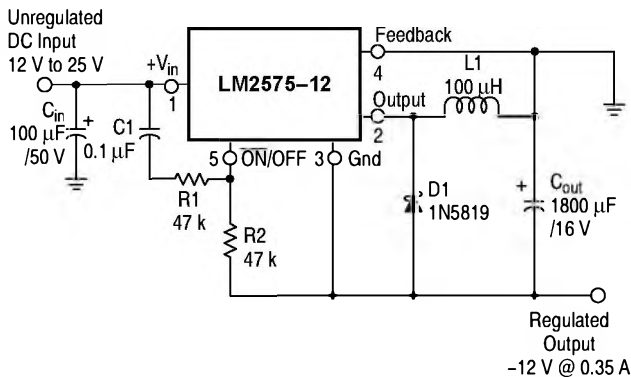 Unregulated
DC Input
12 V to 25 V
+Vin
1
Cin
100 µF
/50 V
+
C1
0.1 µF
LM2575–12
Feedback
4
L1
100 µH
Output
2
5
ON/OFF
3
Gnd
R1
47 k
R2
47 k
D1
1N5819
+
Cout
1800 µF
/16 V
Regulated
Output
–12 V @ 0.35 A